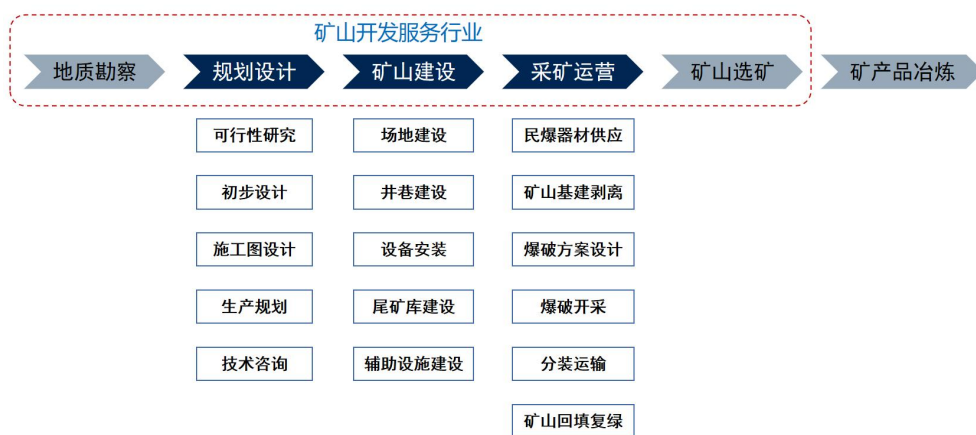 矿山开发服务行业
地质勘察
规划设计
矿山建设
采矿运营
矿山选矿
矿产品冶炼
可行性研究
场地建设
民爆器材供应
初步设计
井巷建设
矿山基建剥离
施工图设计
设备安装
爆破方案设计
生产规划
尾矿库建设
爆破开采
技术咨询
辅助设施建设
分装运输
矿山回填复绿